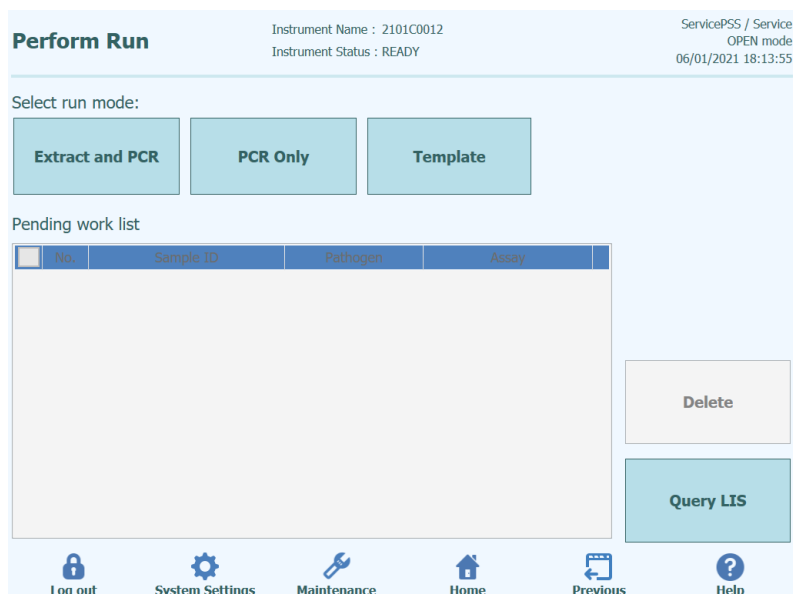 Perform Run
Instrument Name : 2101C0012
Instrument Status : READY
ServicePSS / Service
OPEN mode
06/01/2021 18:13:55
Select run mode:
Extract and PCR
PCR Only
Template
Pending work list
No. Sample ID Pathogen Assay
Delete
Query LIS
Log out System Settings Maintenance Home Previous Help